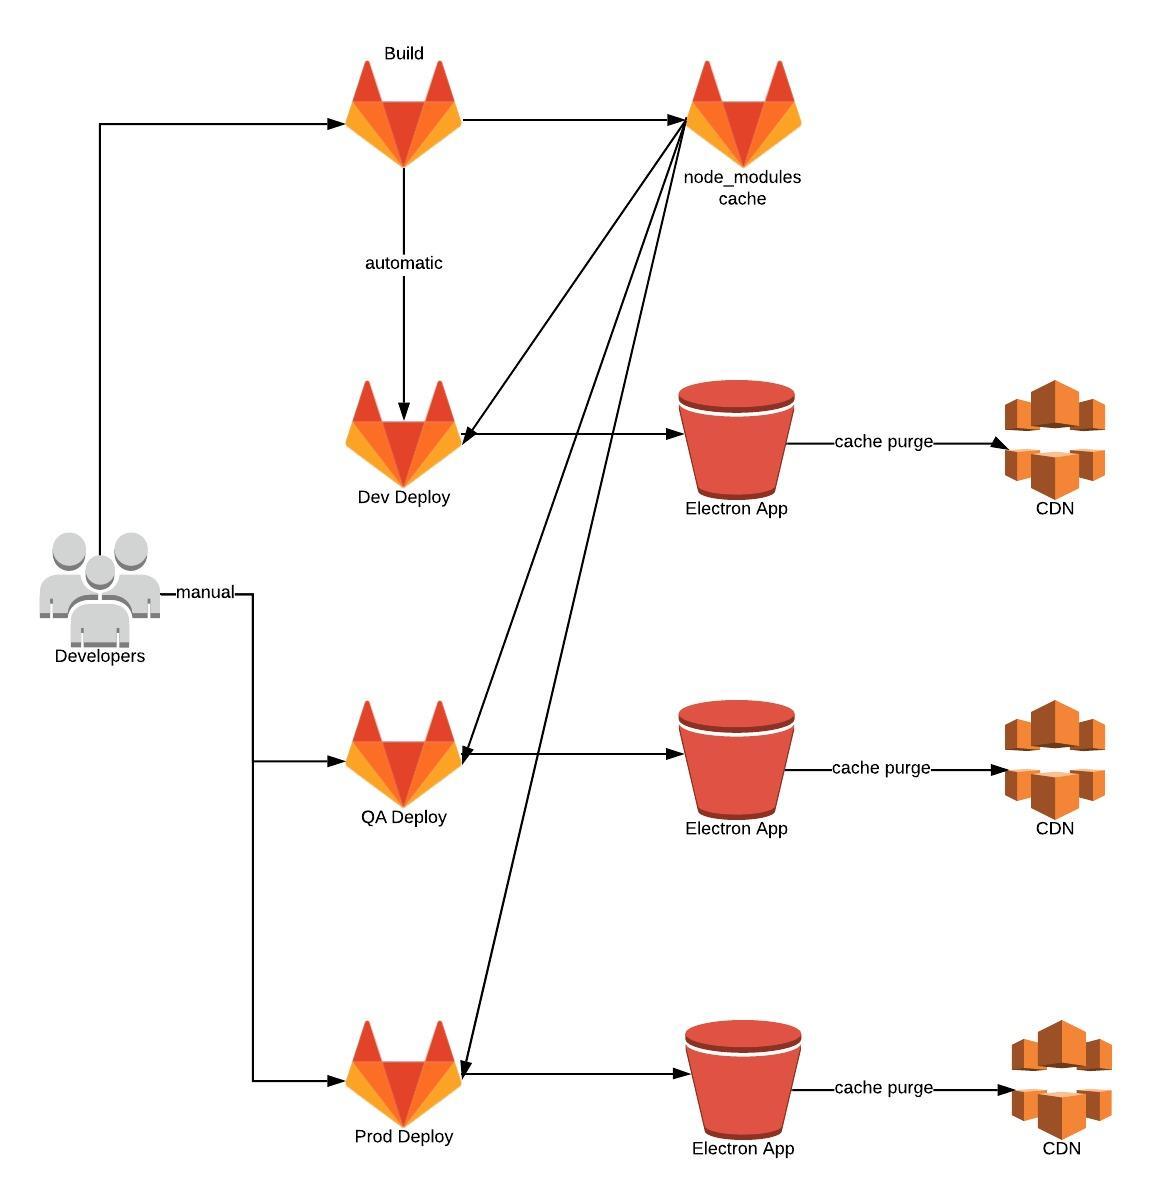 Build
node_modules
cache
automatic
Dev Deploy
Electron App
cache purge
CDN
manual
Developers
QA Deploy
Electron App
cache purge
CDN
Prod Deploy
Electron App
cache purge
CDN